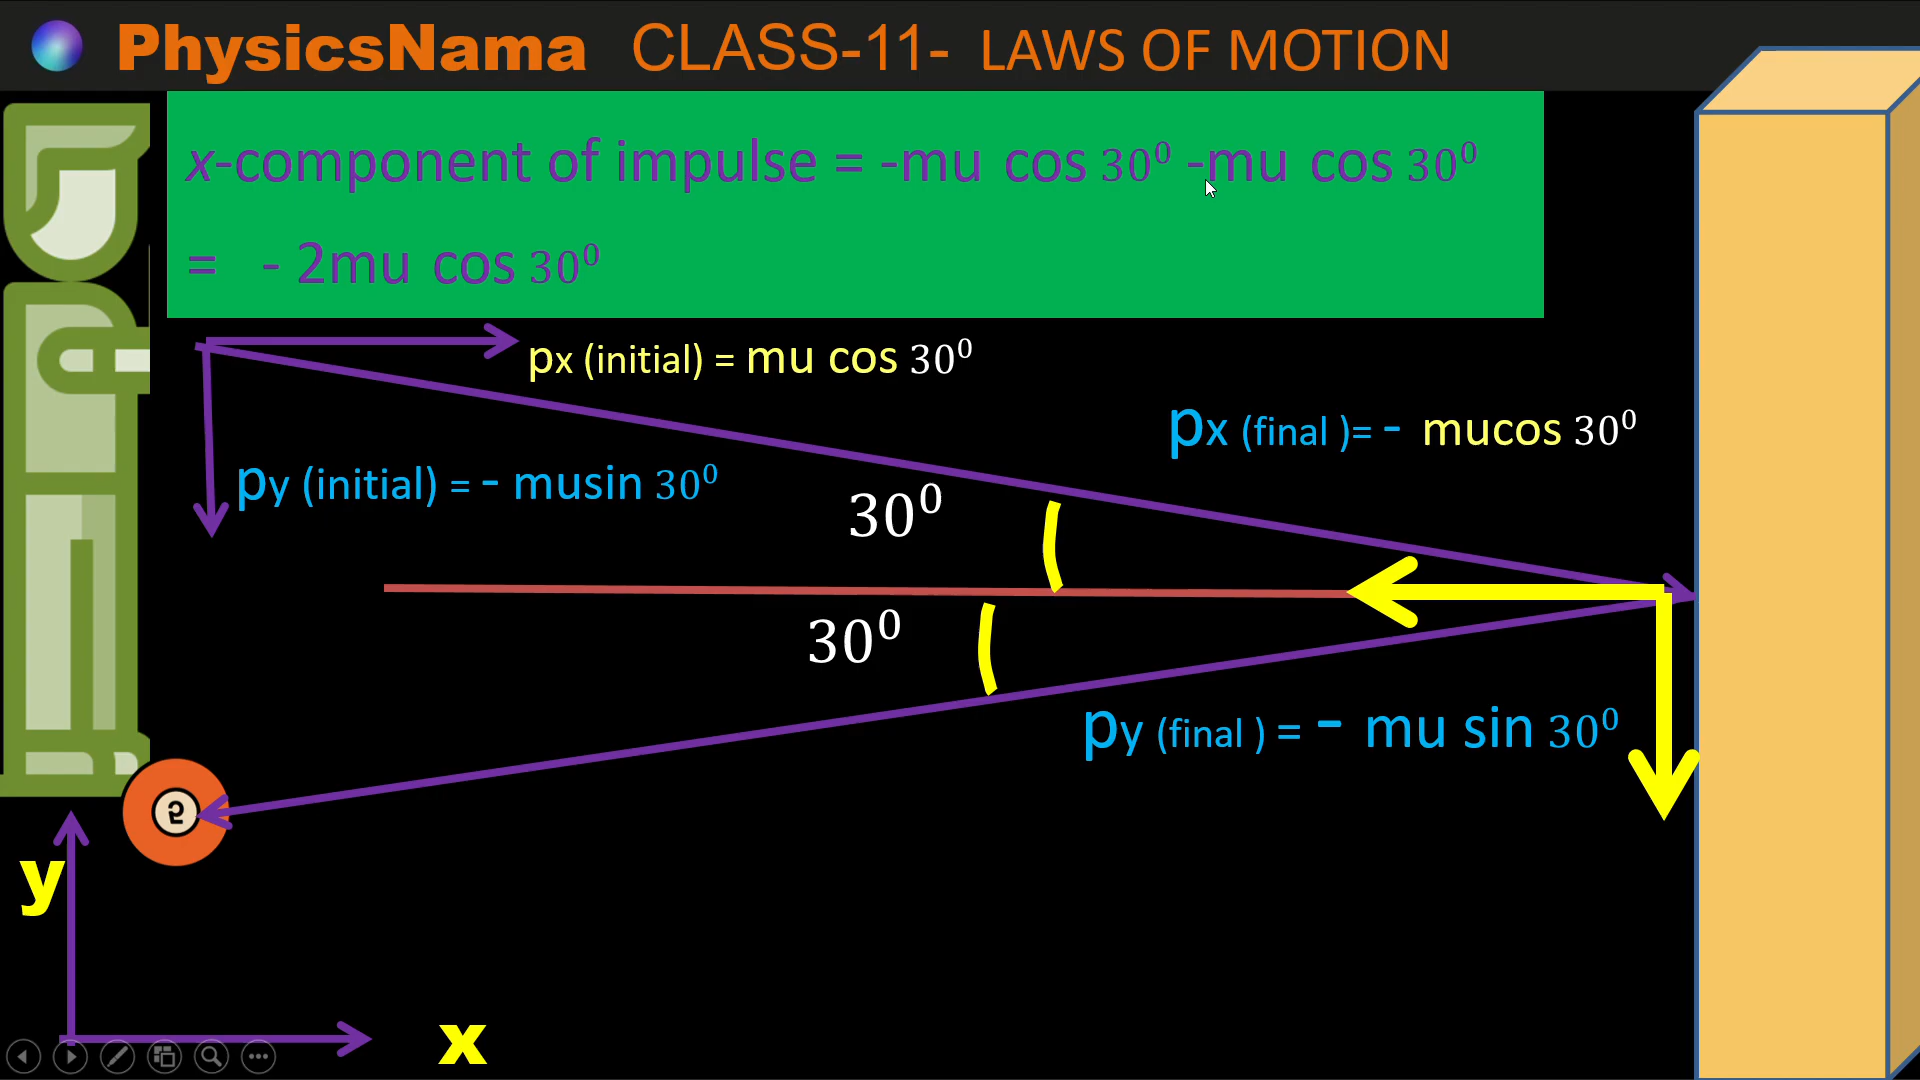 PhysicsNama CLASS-11- LAWS OF MOTION
x-component of impulse = -mu cos 30⁰ -mu cos 30⁰
= - 2mu cos 30⁰
px (initial) = mu cos 30⁰
px (final )= - mucos 30⁰
py (initial) = - musin 30⁰
30⁰
30⁰
py (final ) = - mu sin 30⁰
y
x